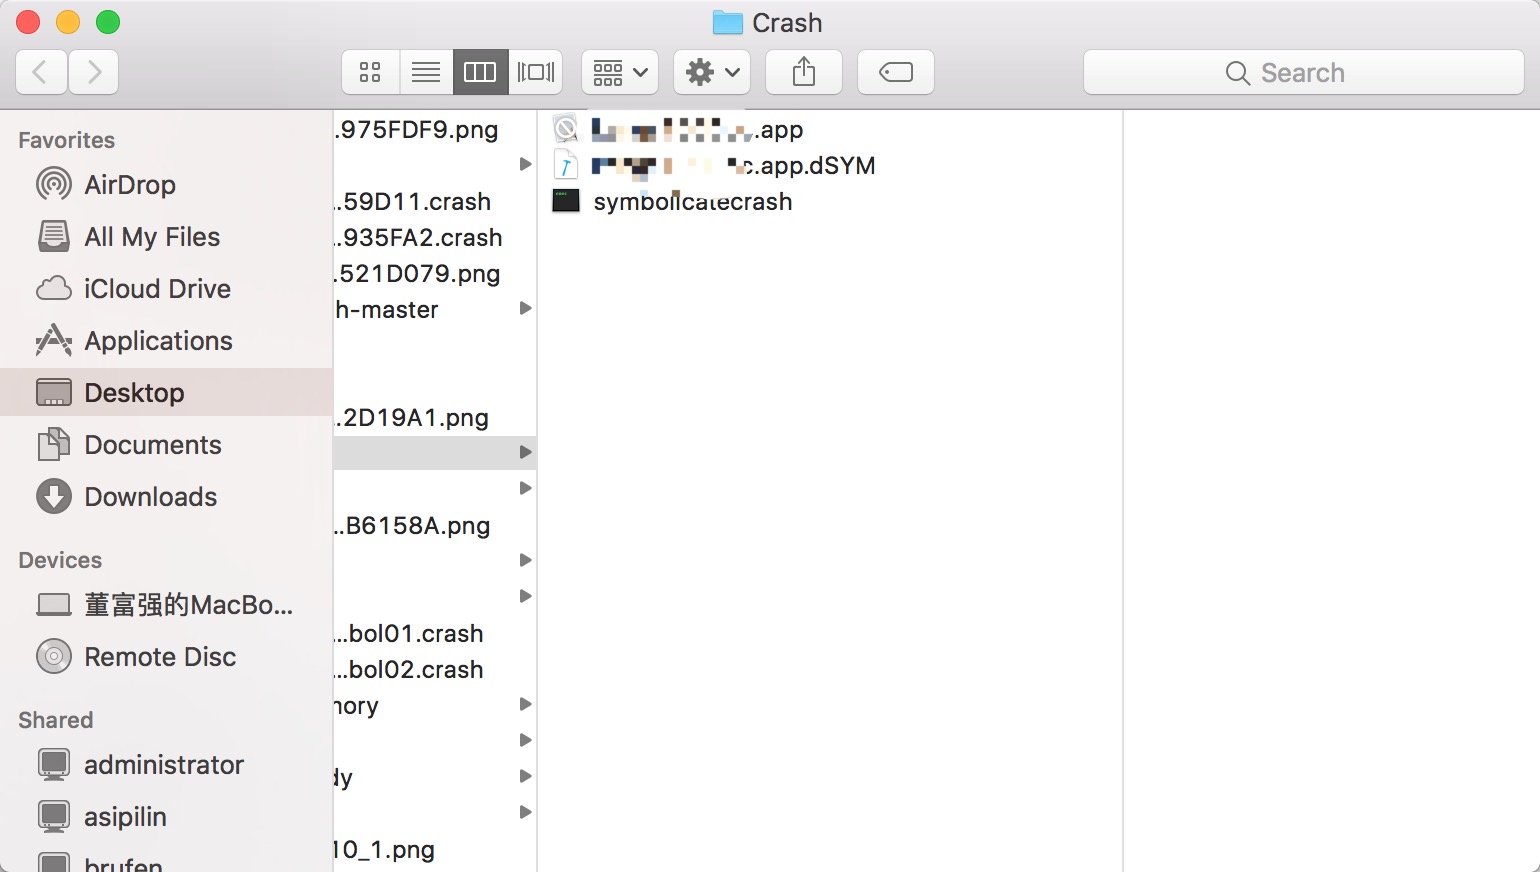 Crash
Search
Favorites
AirDrop
All My Files
iCloud Drive
Applications
Desktop
Documents
Downloads
Devices
董富强的MacBo...
Remote Disc
Shared
administrator
asipilin
brufen
.975FDF9.png
..59D11.crash
..935FA2.crash
.521D079.png
h-master
..2D19A1.png
...B6158A.png
...bol01.crash
...bol02.crash
nory
dy
10_1.png
.app
c.app.dSYM
symbolicatecrash